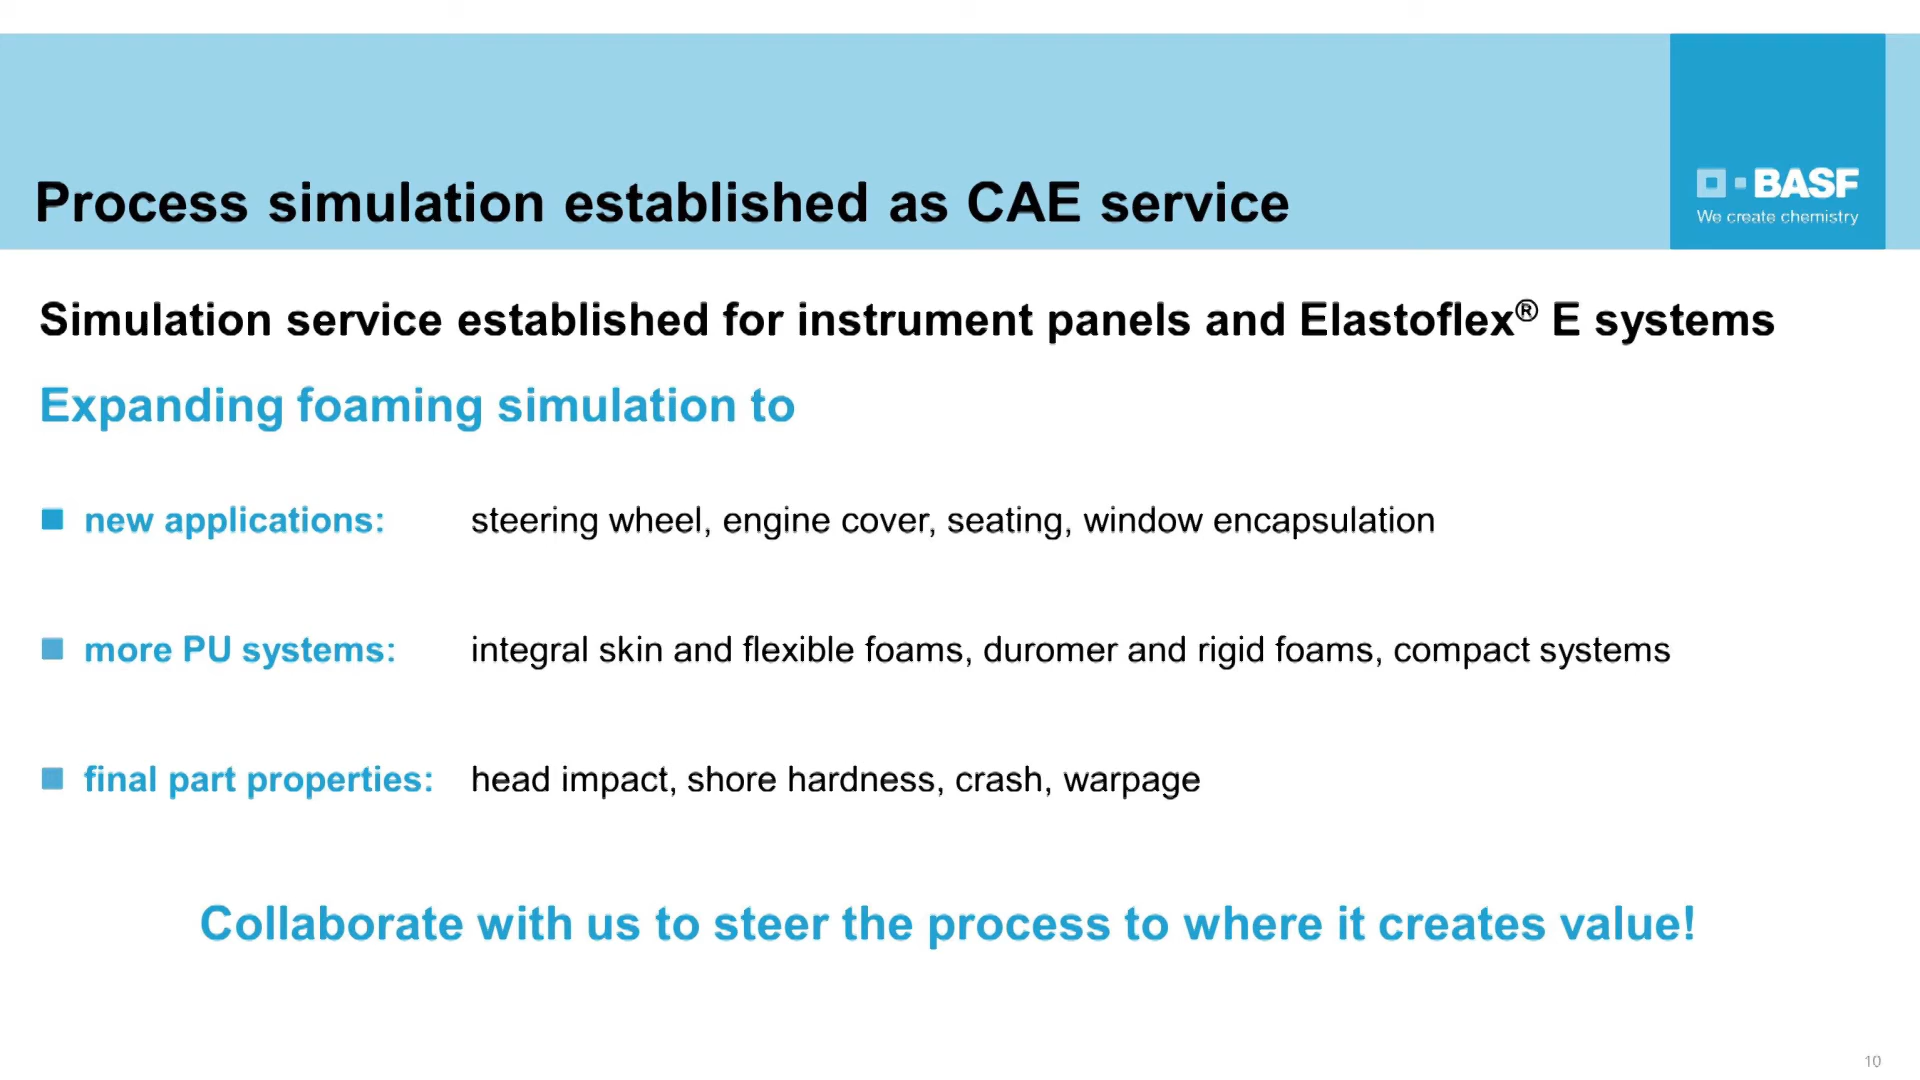 Process simulation established as CAE service
BASF
We create chemistry
Simulation service established for instrument panels and Elastoflex® E systems
Expanding foaming simulation to
new applications: steering wheel, engine cover, seating, window encapsulation
more PU systems: integral skin and flexible foams, duromer and rigid foams, compact systems
final part properties: head impact, shore hardness, crash, warpage
Collaborate with us to steer the process to where it creates value!
10